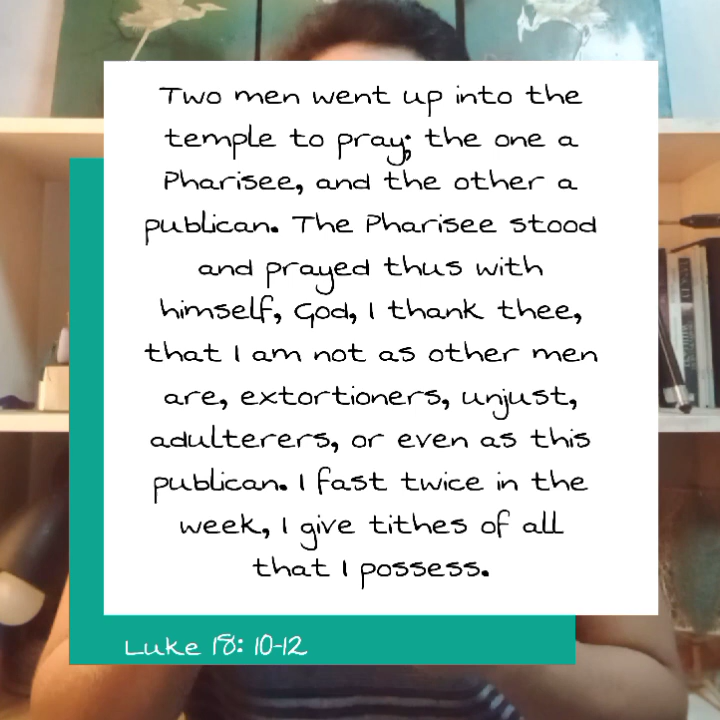 Two men went up into the
temple to pray; the one a
Pharisee, and the other a
publican. The Pharisee stood
and prayed thus with
himself, God, I thank thee,
that I am not as other men
are, extortioners, unjust,
adulterers, or even as this
publican. I fast twice in the
week, I give tithes of all
that I possess.
Luke 18: 10-12